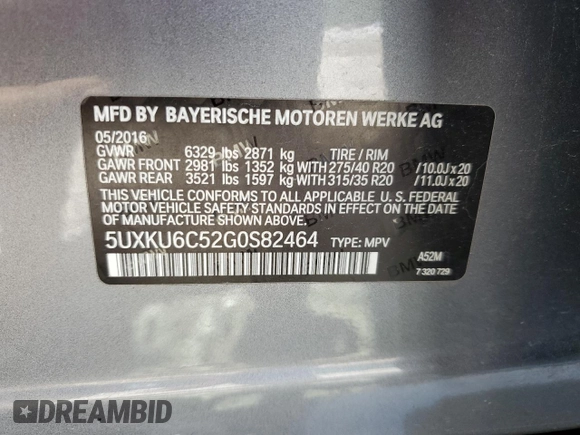 MFD BY BAYERISCHE MOTOREN WERKE AG
05/2016
GVWR 6329 lbs 2871 kg TIRE / RIM
GAWR FRONT 2981 lbs 1352 kg WITH 275/40 R20 /10.0J x 20
GAWR REAR 3521 lbs 1597 kg WITH 315/35 R20 /11.0J x 20
THIS VEHICLE CONFORMS TO ALL APPLICABLE U. S. FEDERAL
MOTOR VEHICLE SAFETY STANDARDS IN EFFECT ON THE DATE OF
MANUFACTURE SHOWN ABOVE.
5UXKU6C52G0S82464 TYPE: MPV
A52M
7 320 729
DREAMBID